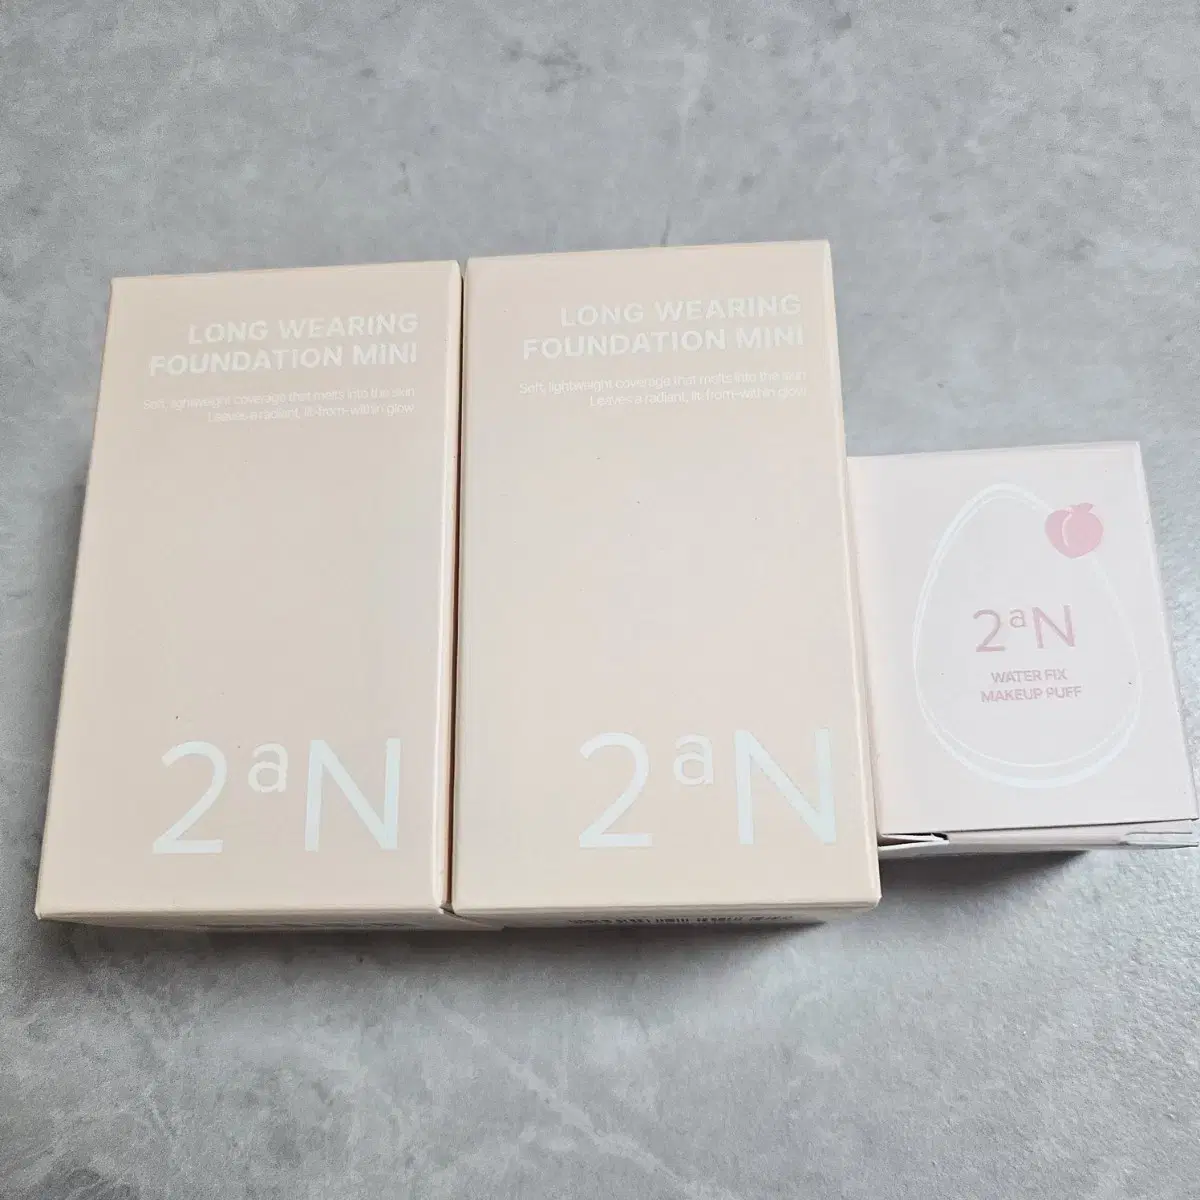 LONG WEARING
FOUNDATION MINI
Soft, lightweight coverage that melts into the skin
Leaves a radiant, lit-from-within glow
2aN
LONG WEARING
FOUNDATION MINI
Soft, lightweight coverage that melts into the skin
Leaves a radiant, lit-from-within glow
2aN
2aN
WATER FIX
MAKEUP PUFF